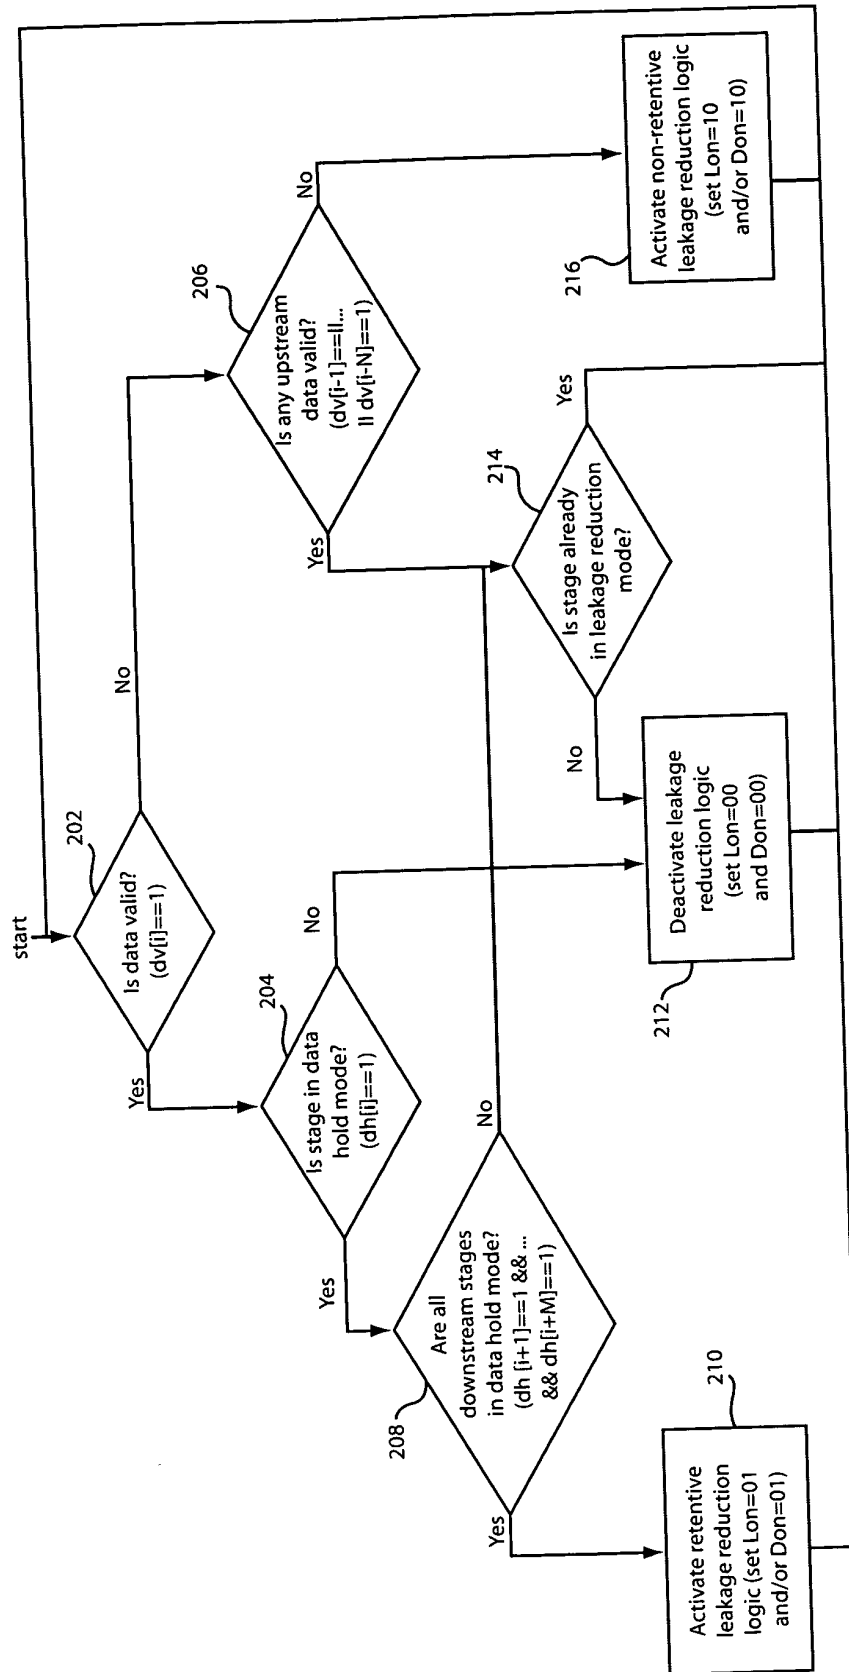 start
202
Is data valid?
(dv[i]==1)
Yes
No
204
Is stage in data
hold mode?
(dh[i]==1)
Yes
No
206
Is any upstream
data valid?
(dv[i-1]==ll...
ll dv[i-N]==1)
Yes
No
208
Are all
downstream stages
in data hold mode?
(dh [i+1]==1 && ...
&& dh[i+M]==1)
Yes
No
214
Is stage already
in leakage reduction
mode?
No
Yes
210
Activate retentive
leakage reduction
logic (set Lon=01
and/or Don=01)
212
Deactivate leakage
reduction logic
(set Lon=00
and Don=00)
216
Activate non-retentive
leakage reduction logic
(set Lon=10
and/or Don=10)